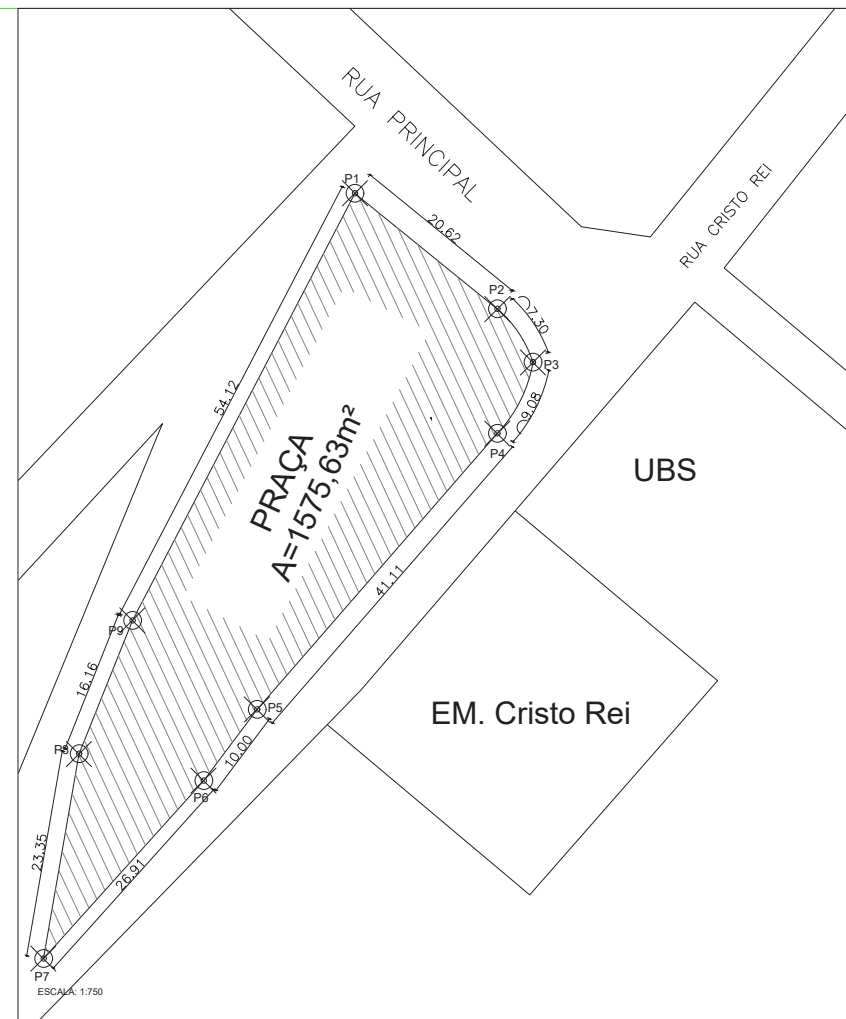 RUA PRINCIPAL
P1
20.62
RUA CRISTO REI
P2
7.30
P3
54.12
9.08
P4
PRAÇA
A=1575,63m²
UBS
41.11
P9
16.16
P5
EM. Cristo Rei
P8
10.00
P6
23.35
26.91
P7
ESCALA: 1:750